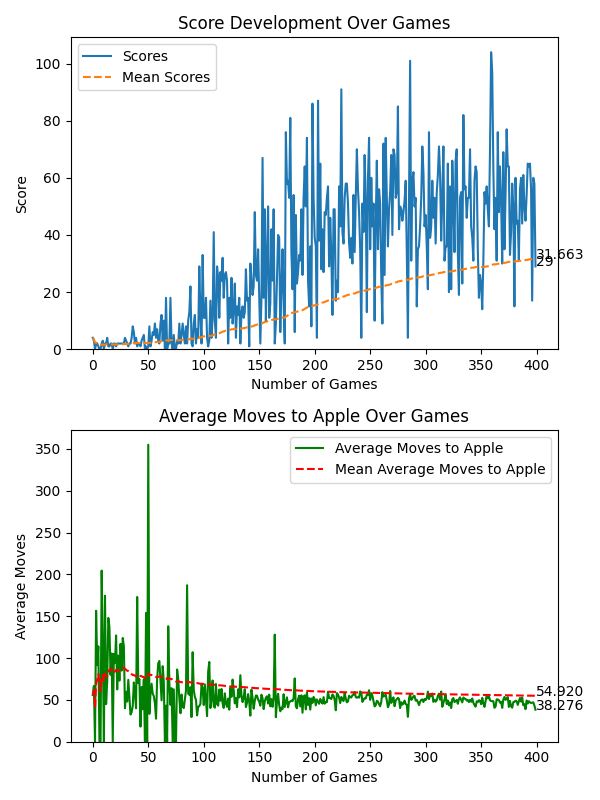 Score Development Over Games
Scores
Mean Scores
100
80
60
40
20
0
Score
31.663
29
0 50 100 150 200 250 300 350 400
Number of Games
Average Moves to Apple Over Games
Average Moves to Apple
Mean Average Moves to Apple
350
300
250
200
150
100
50
0
Average Moves
54.920
38.276
0 50 100 150 200 250 300 350 400
Number of Games